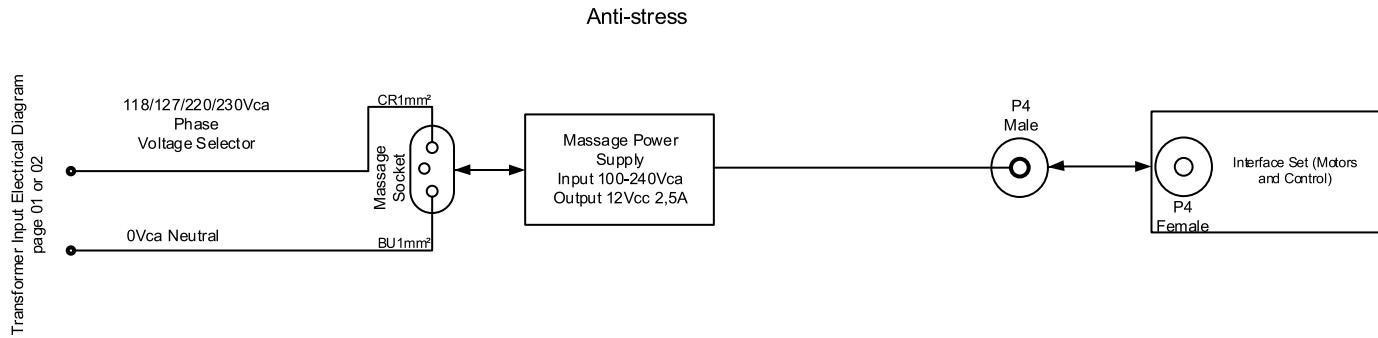 Anti-stress
Transformer Input Electrical Diagram
page 01 or 02
118/127/220/230Vca
Phase
Voltage Selector
0Vca Neutral
CR1mm²
Massage
Socket
BU1mm²
Massage Power
Supply
Input 100-240Vca
Output 12Vcc 2,5A
P4
Male
P4
Female
Interface Set (Motors
and Control)